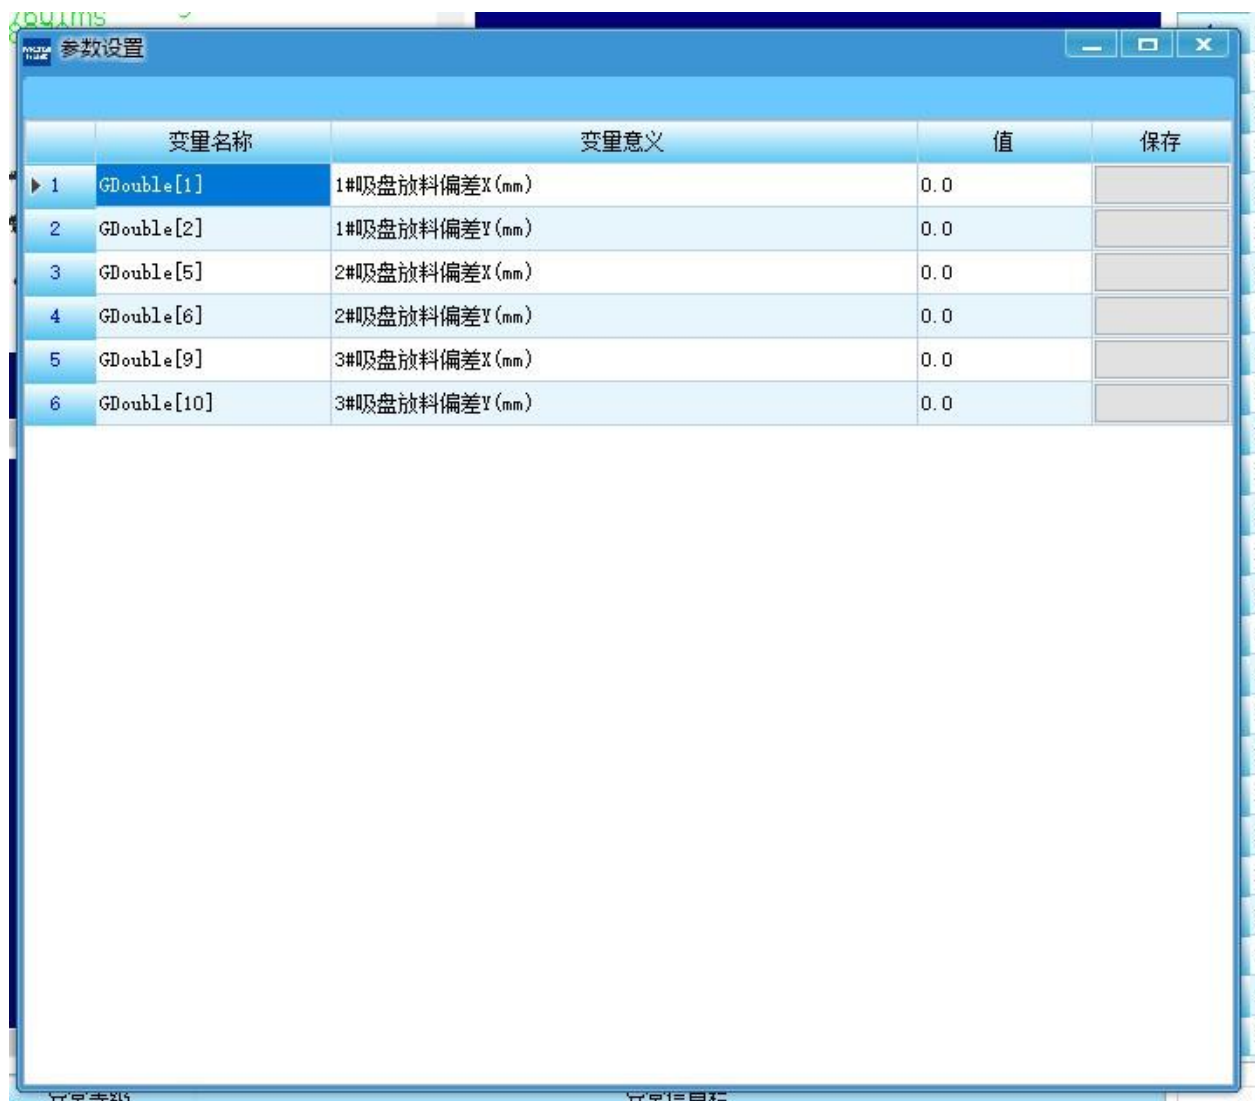 参数设置
变量名称 变量意义 值 保存
1 GDouble[1] 1#吸盘放料偏差X(mm) 0.0
2 GDouble[2] 1#吸盘放料偏差Y(mm) 0.0
3 GDouble[5] 2#吸盘放料偏差X(mm) 0.0
4 GDouble[6] 2#吸盘放料偏差Y(mm) 0.0
5 GDouble[9] 3#吸盘放料偏差X(mm) 0.0
6 GDouble[10] 3#吸盘放料偏差Y(mm) 0.0